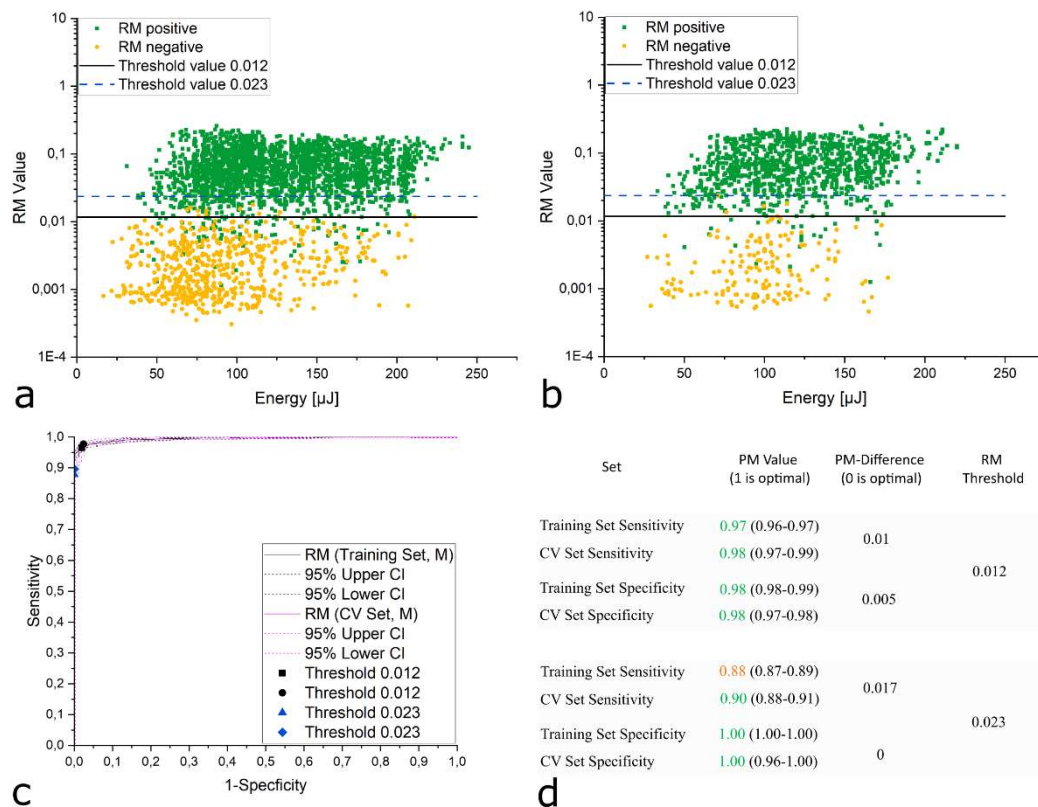 RM positive
RM negative
Threshold value 0.012
Threshold value 0.023
10
1
0,1
0,01
0,001
1E-4
0 50 100 150 200 250
RM Value
Energy [µJ]
a
RM positive
RM negative
Threshold value 0.012
Threshold value 0.023
10
1
0,1
0,01
0,001
1E-4
0 50 100 150 200 250
RM Value
Energy [µJ]
b
1,0
0,9
0,8
0,7
0,6
0,5
0,4
0,3
0,2
0,1
0,0
0,0 0,1 0,2 0,3 0,4 0,5 0,6 0,7 0,8 0,9 1,0
Sensitivity
1-Specficity
RM (Training Set, M)
95% Upper CI
95% Lower CI
RM (CV Set, M)
95% Upper CI
95% Lower CI
Threshold 0.012
Threshold 0.012
Threshold 0.023
Threshold 0.023
c
Set PM Value PM-Difference RM
(1 is optimal) (0 is optimal) Threshold
Training Set Sensitivity 0.97 (0.96-0.97)
0.01
CV Set Sensitivity 0.98 (0.97-0.99)
0.012
Training Set Specificity 0.98 (0.98-0.99)
0.005
CV Set Specificity 0.98 (0.97-0.98)
Training Set Sensitivity 0.88 (0.87-0.89)
0.017
CV Set Sensitivity 0.90 (0.88-0.91)
0.023
Training Set Specificity 1.00 (1.00-1.00)
0
CV Set Specificity 1.00 (0.96-1.00)
d